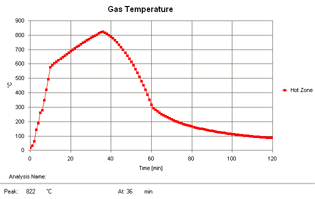 Gas Temperature
900
800
700
600
500
400
300
200
100
0
°C
0 20 40 60 80 100 120
Time [min]
Hot Zone
Analysis Name:
Peak: 822 °C At: 36. min